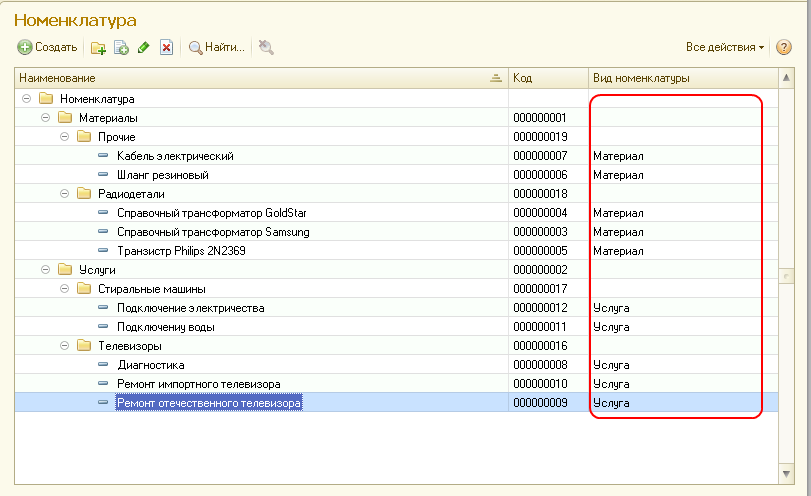 Номенклатура
Создать Найти... Все действия ?
Наименование Код Вид номенклатуры
Номенклатура
Материалы 000000001
Прочие 000000019
Кабель электрический 000000007 Материал
Шланг резиновый 000000006 Материал
Радиодетали 000000018
Справочный трансформатор GoldStar 000000004 Материал
Справочный трансформатор Samsung 000000003 Материал
Транзистр Philips 2N2369 000000005 Материал
Услуги 000000002
Стиральные машины 000000017
Подключение электричества 000000012 Услуга
Подключениу воды 000000011 Услуга
Телевизоры 000000016
Диагностика 000000008 Услуга
Ремонт импортного телевизора 000000010 Услуга
Ремонт отечественного телевизора 000000009 Услуга